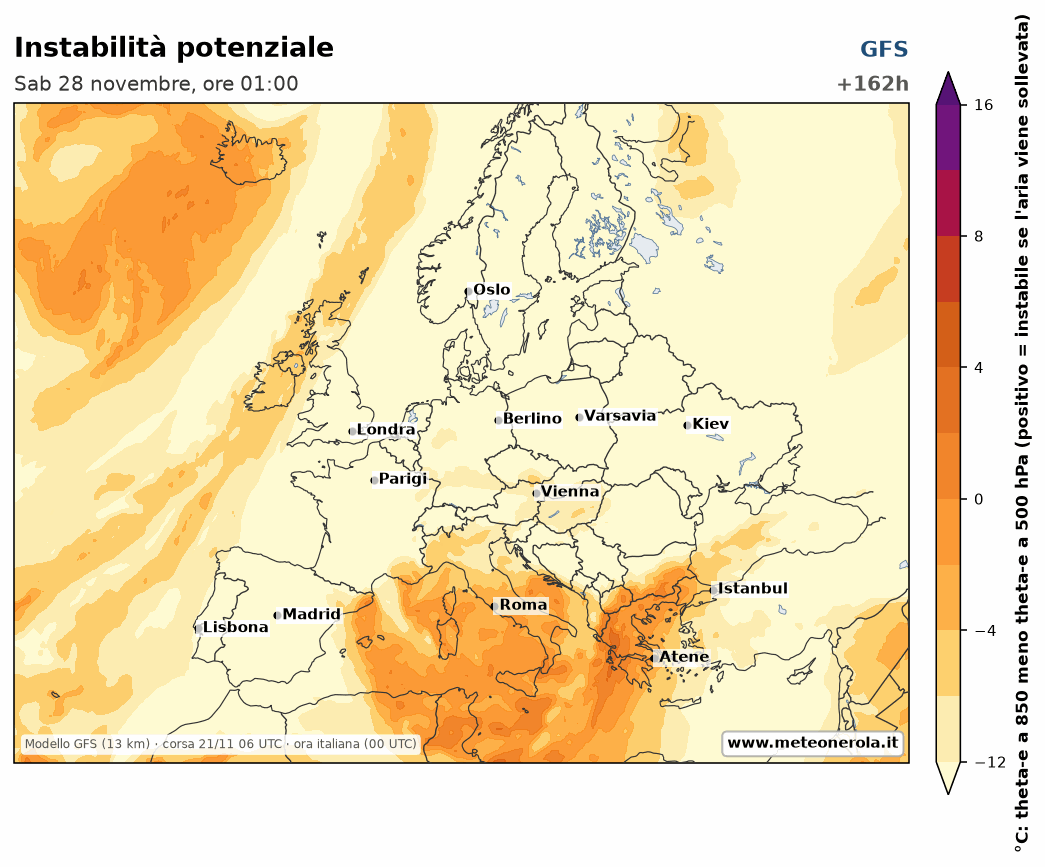 Instabilità potenziale
GFS
Sab 28 novembre, ore 01:00
+162h
Oslo
Berlino
Varsavia
Kiev
Londra
Parigi
Vienna
Istanbul
Roma
Madrid
Lisbona
Atene
Modello GFS (13 km) · corsa 21/11 06 UTC · ora italiana (00 UTC)
www.meteonerola.it
16
8
4
0
−4
−12
°C: theta-e a 850 meno theta-e a 500 hPa (positivo = instabile se l'aria viene sollevata)